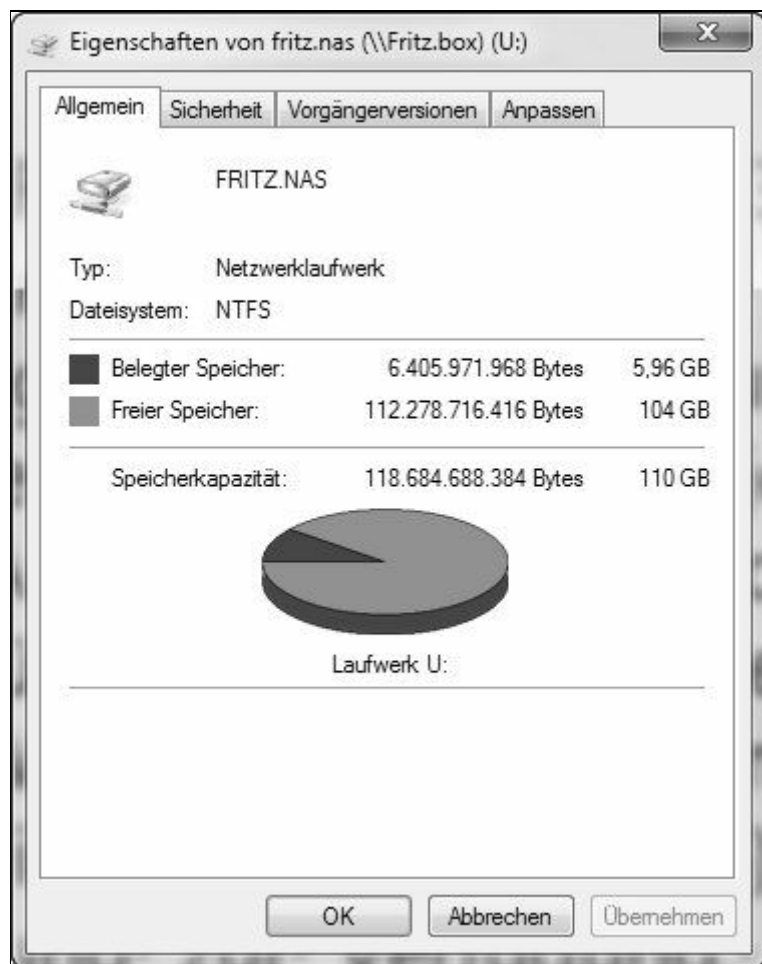 Eigenschaften von fritz.nas (\\Fritz.box) (U:)
Allgemein Sicherheit Vorgängerversionen Anpassen
FRITZ.NAS
Typ: Netzwerklaufwerk
Dateisystem: NTFS
Belegter Speicher: 6.405.971.968 Bytes 5,96 GB
Freier Speicher: 112.278.716.416 Bytes 104 GB
Speicherkapazität: 118.684.688.384 Bytes 110 GB
Laufwerk U:
OK Abbrechen Übernehmen